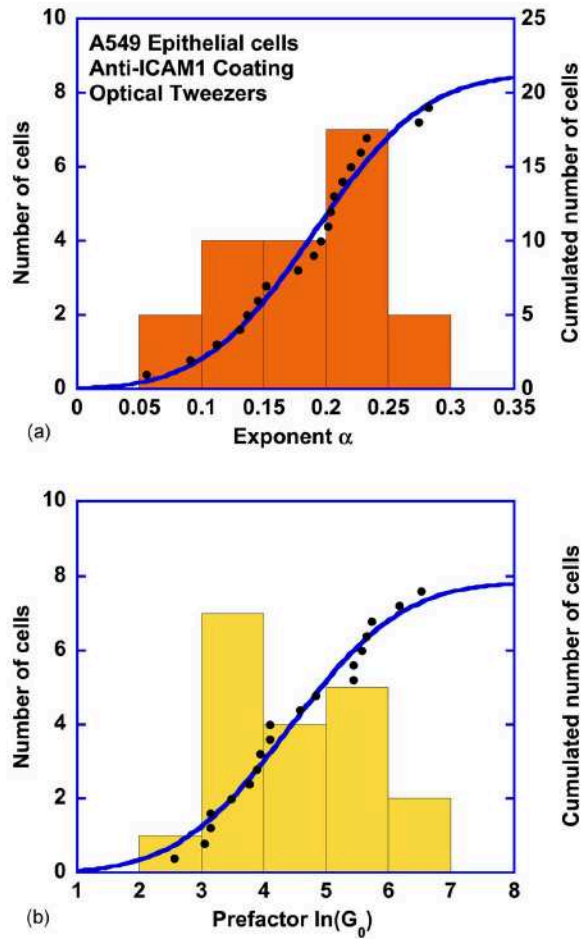 A549 Epithelial cells
Anti-ICAM1 Coating
Optical Tweezers
Number of cells
Cumulated number of cells
10
8
6
4
2
0
25
20
15
10
5
0
0 0.05 0.1 0.15 0.2 0.25 0.3 0.35
Exponent α
(a)
Number of cells
Cumulated number of cells
10
8
6
4
2
0
1 2 3 4 5 6 7 8
Prefactor ln(G₀)
(b)